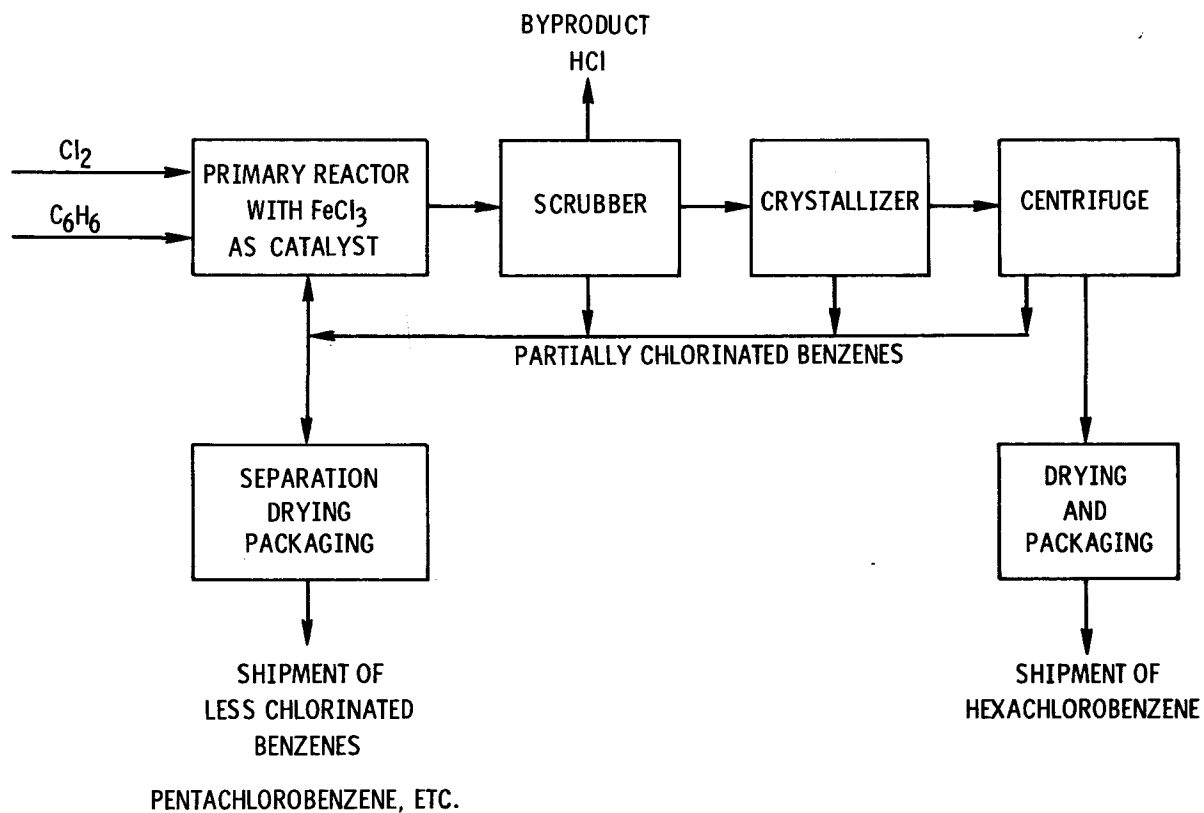 BYPRODUCT
HCl
Cl2
C6H6
PRIMARY REACTOR
WITH FeCl3
AS CATALYST
SCRUBBER
CRYSTALLIZER
CENTRIFUGE
PARTIALLY CHLORINATED BENZENES
SEPARATION
DRYING
PACKAGING
DRYING
AND
PACKAGING
SHIPMENT OF
LESS CHLORINATED
BENZENES
SHIPMENT OF
HEXACHLOROBENZENE
PENTACHLOROBENZENE, ETC.